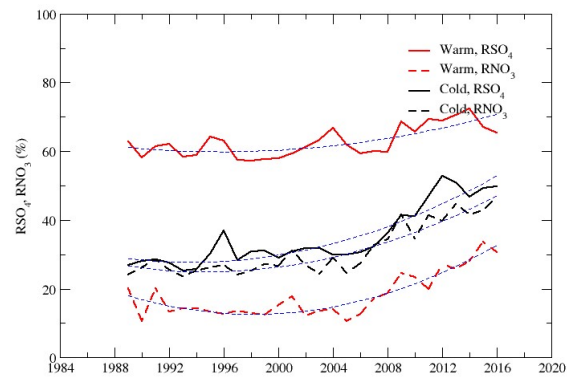 100
80
60
40
20
0
RSO₄, RNO₃ (%)
Warm, RSO₄
Warm, RNO₃
Cold, RSO₄
Cold, RNO₃
1984 1988 1992 1996 2000 2004 2008 2012 2016 2020